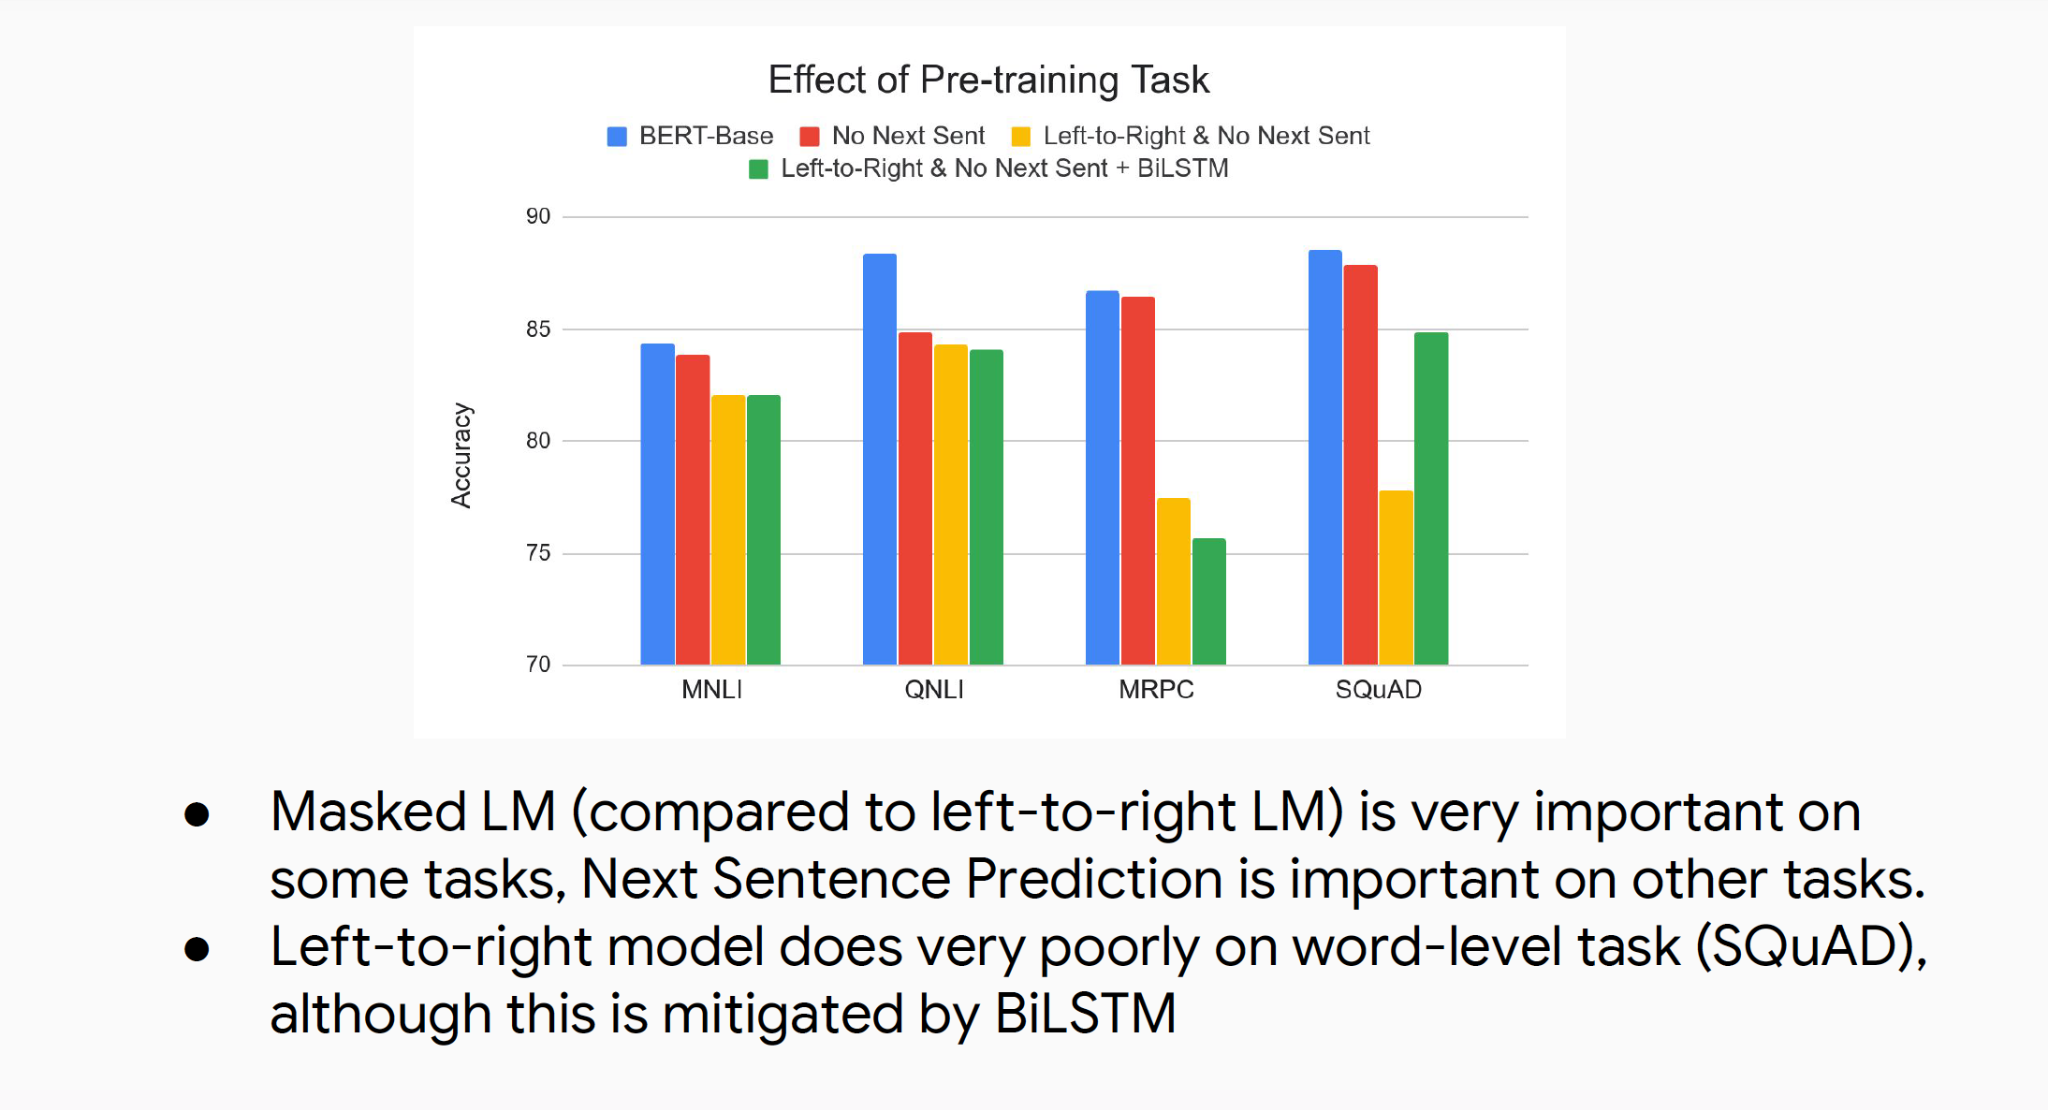 Effect of Pre-training Task
BERT-Base No Next Sent Left-to-Right & No Next Sent
Left-to-Right & No Next Sent + BiLSTM
90
85
80
75
70
Accuracy
MNLI QNLI MRPC SQuAD
● Masked LM (compared to left-to-right LM) is very important on
some tasks, Next Sentence Prediction is important on other tasks.
● Left-to-right model does very poorly on word-level task (SQuAD),
although this is mitigated by BiLSTM